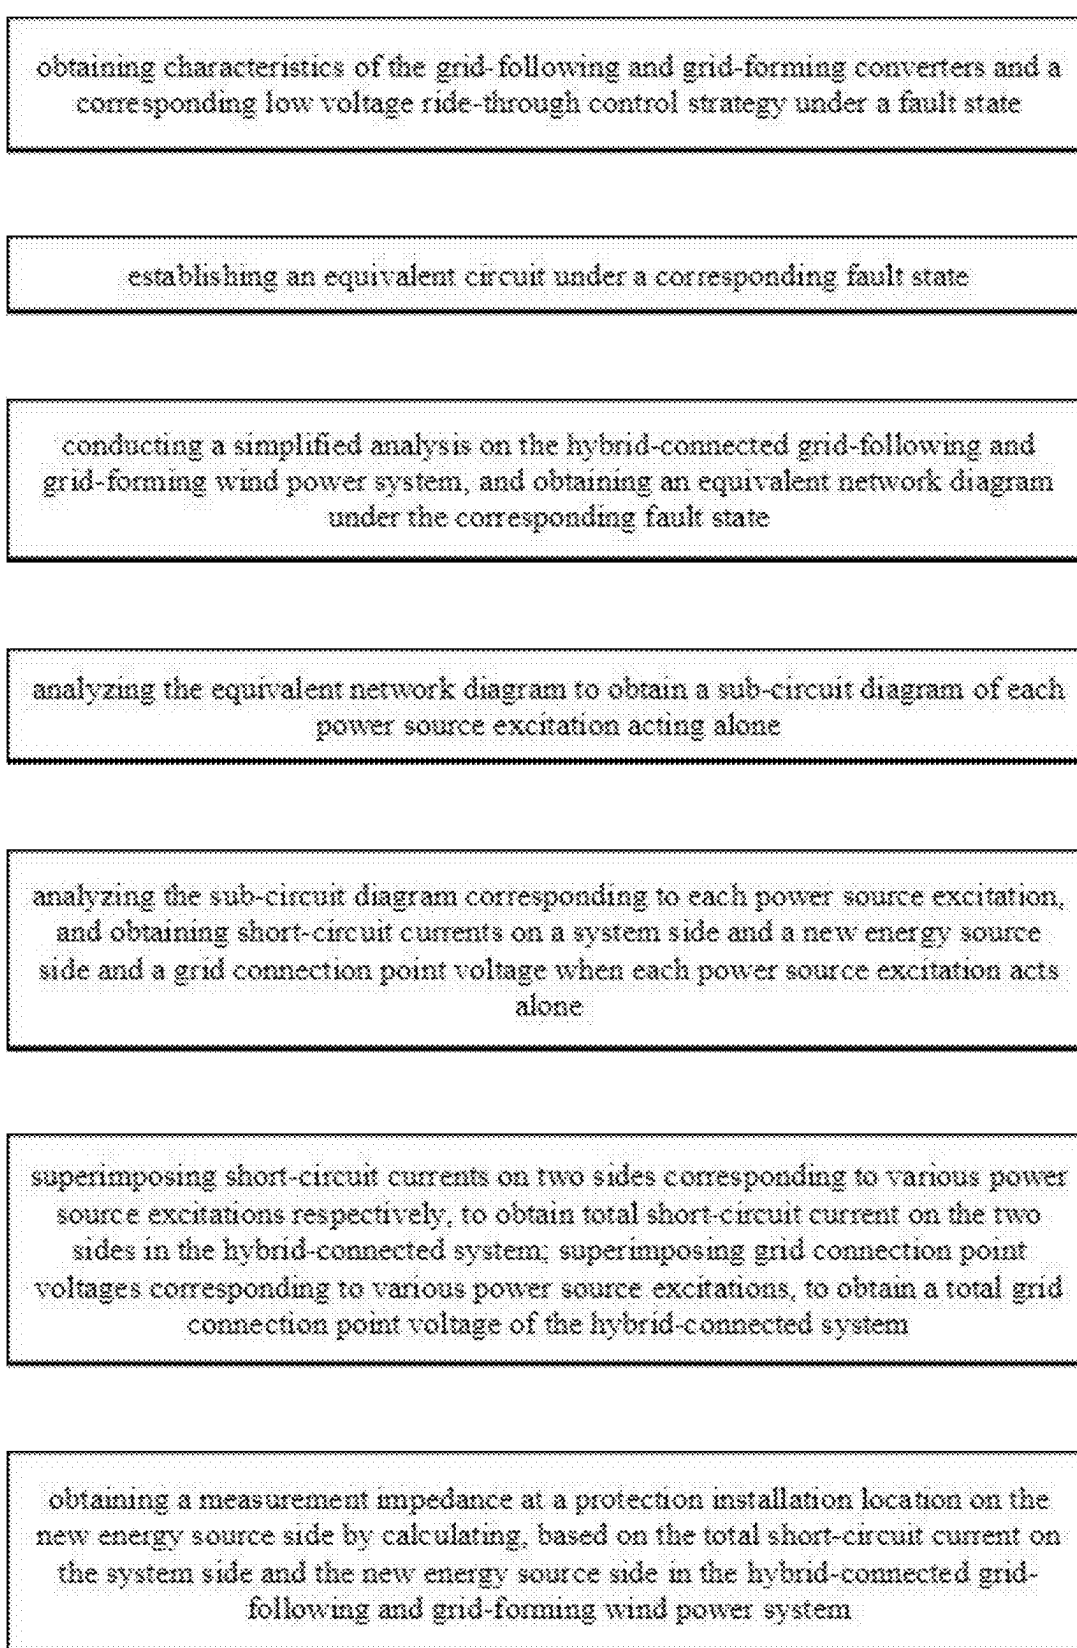 obtaining characteristics of the grid-following and grid-forming converters and a
corresponding low voltage ride-through control strategy under a fault state
establishing an equivalent circuit under a corresponding fault state
conducting a simplified analysis on the hybrid-connected grid-following and
grid-forming wind power system, and obtaining an equivalent network diagram
under the corresponding fault state
analyzing the equivalent network diagram to obtain a sub-circuit diagram of each
power source excitation acting alone
analyzing the sub-circuit diagram corresponding to each power source excitation,
and obtaining short-circuit currents on a system side and a new energy source
side and a grid connection point voltage when each power source excitation acts
alone
superimposing short-circuit currents on two sides corresponding to various power
source excitations respectively, to obtain total short-circuit current on the two
sides in the hybrid-connected system; superimposing grid connection point
voltages corresponding to various power source excitations, to obtain a total grid
connection point voltage of the hybrid-connected system
obtaining a measurement impedance at a protection installation location on the
new energy source side by calculating, based on the total short-circuit current on
the system side and the new energy source side in the hybrid-connected grid-
following and grid-forming wind power system